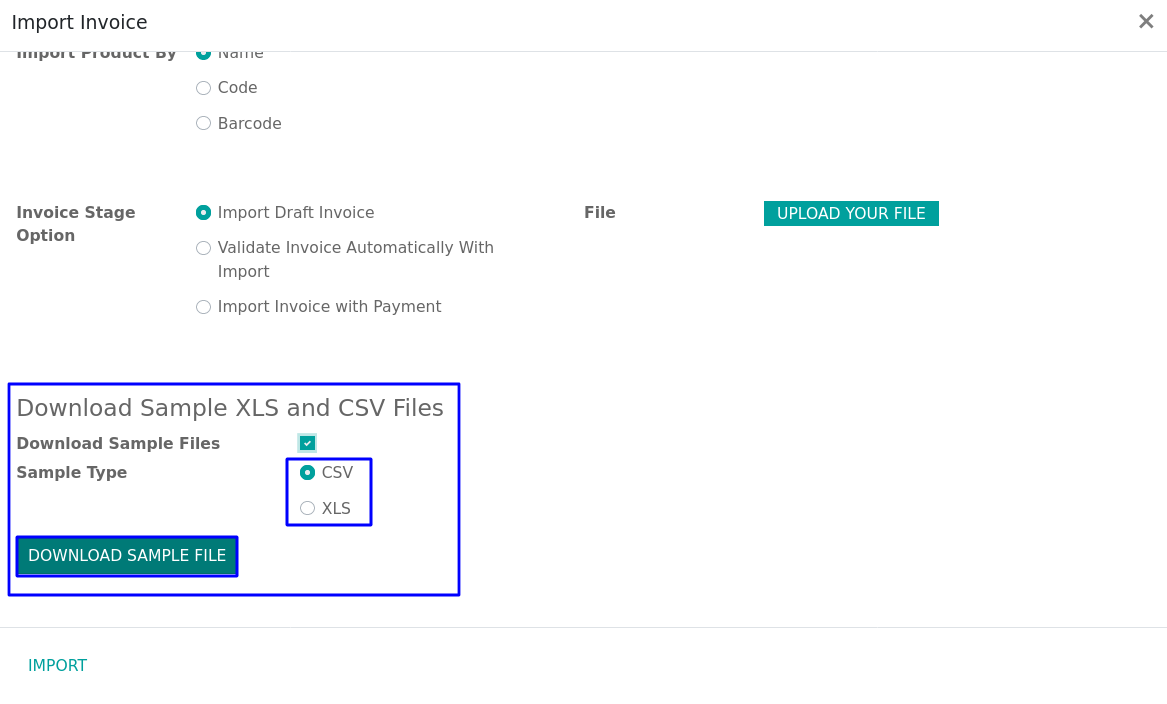 Import Invoice
Import Product By
Name
Code
Barcode
Invoice Stage
Option
Import Draft Invoice
Validate Invoice Automatically With
Import
Import Invoice with Payment
File
UPLOAD YOUR FILE
Download Sample XLS and CSV Files
Download Sample Files
Sample Type
CSV
XLS
DOWNLOAD SAMPLE FILE
IMPORT